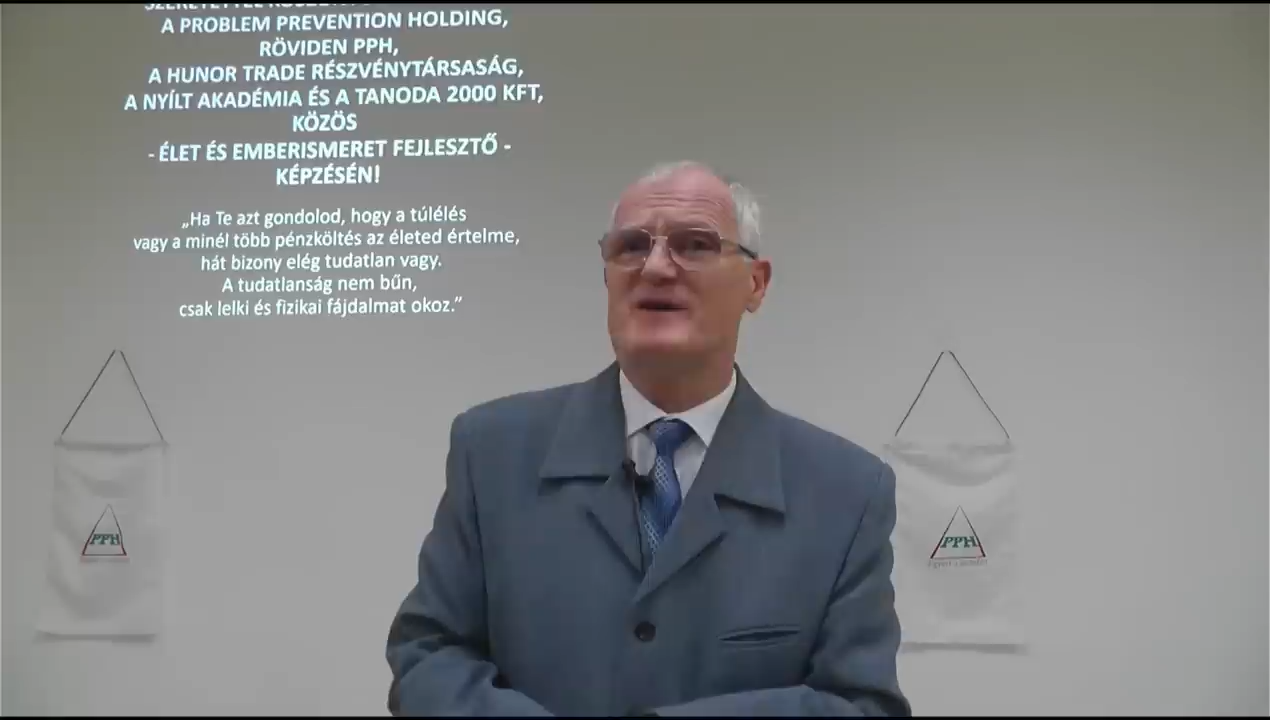 A PROBLEM PREVENTION HOLDING,
RÖVIDEN PPH,
A HUNOR TRADE RÉSZVÉNYTÁRSASÁG,
A NYÍLT AKADÉMIA ÉS A TANODA 2000 KFT,
KÖZÖS
- ÉLET ÉS EMBERISMERET FEJLESZTŐ -
KÉPZÉSÉN!
„Ha Te azt gondolod, hogy a túlélés
vagy a minél több pénzköltés az életed értelme,
hát bizony elég tudatlan vagy.
A tudatlanság nem bűn,
csak lelki és fizikai fájdalmat okoz.”
PPH
PPH